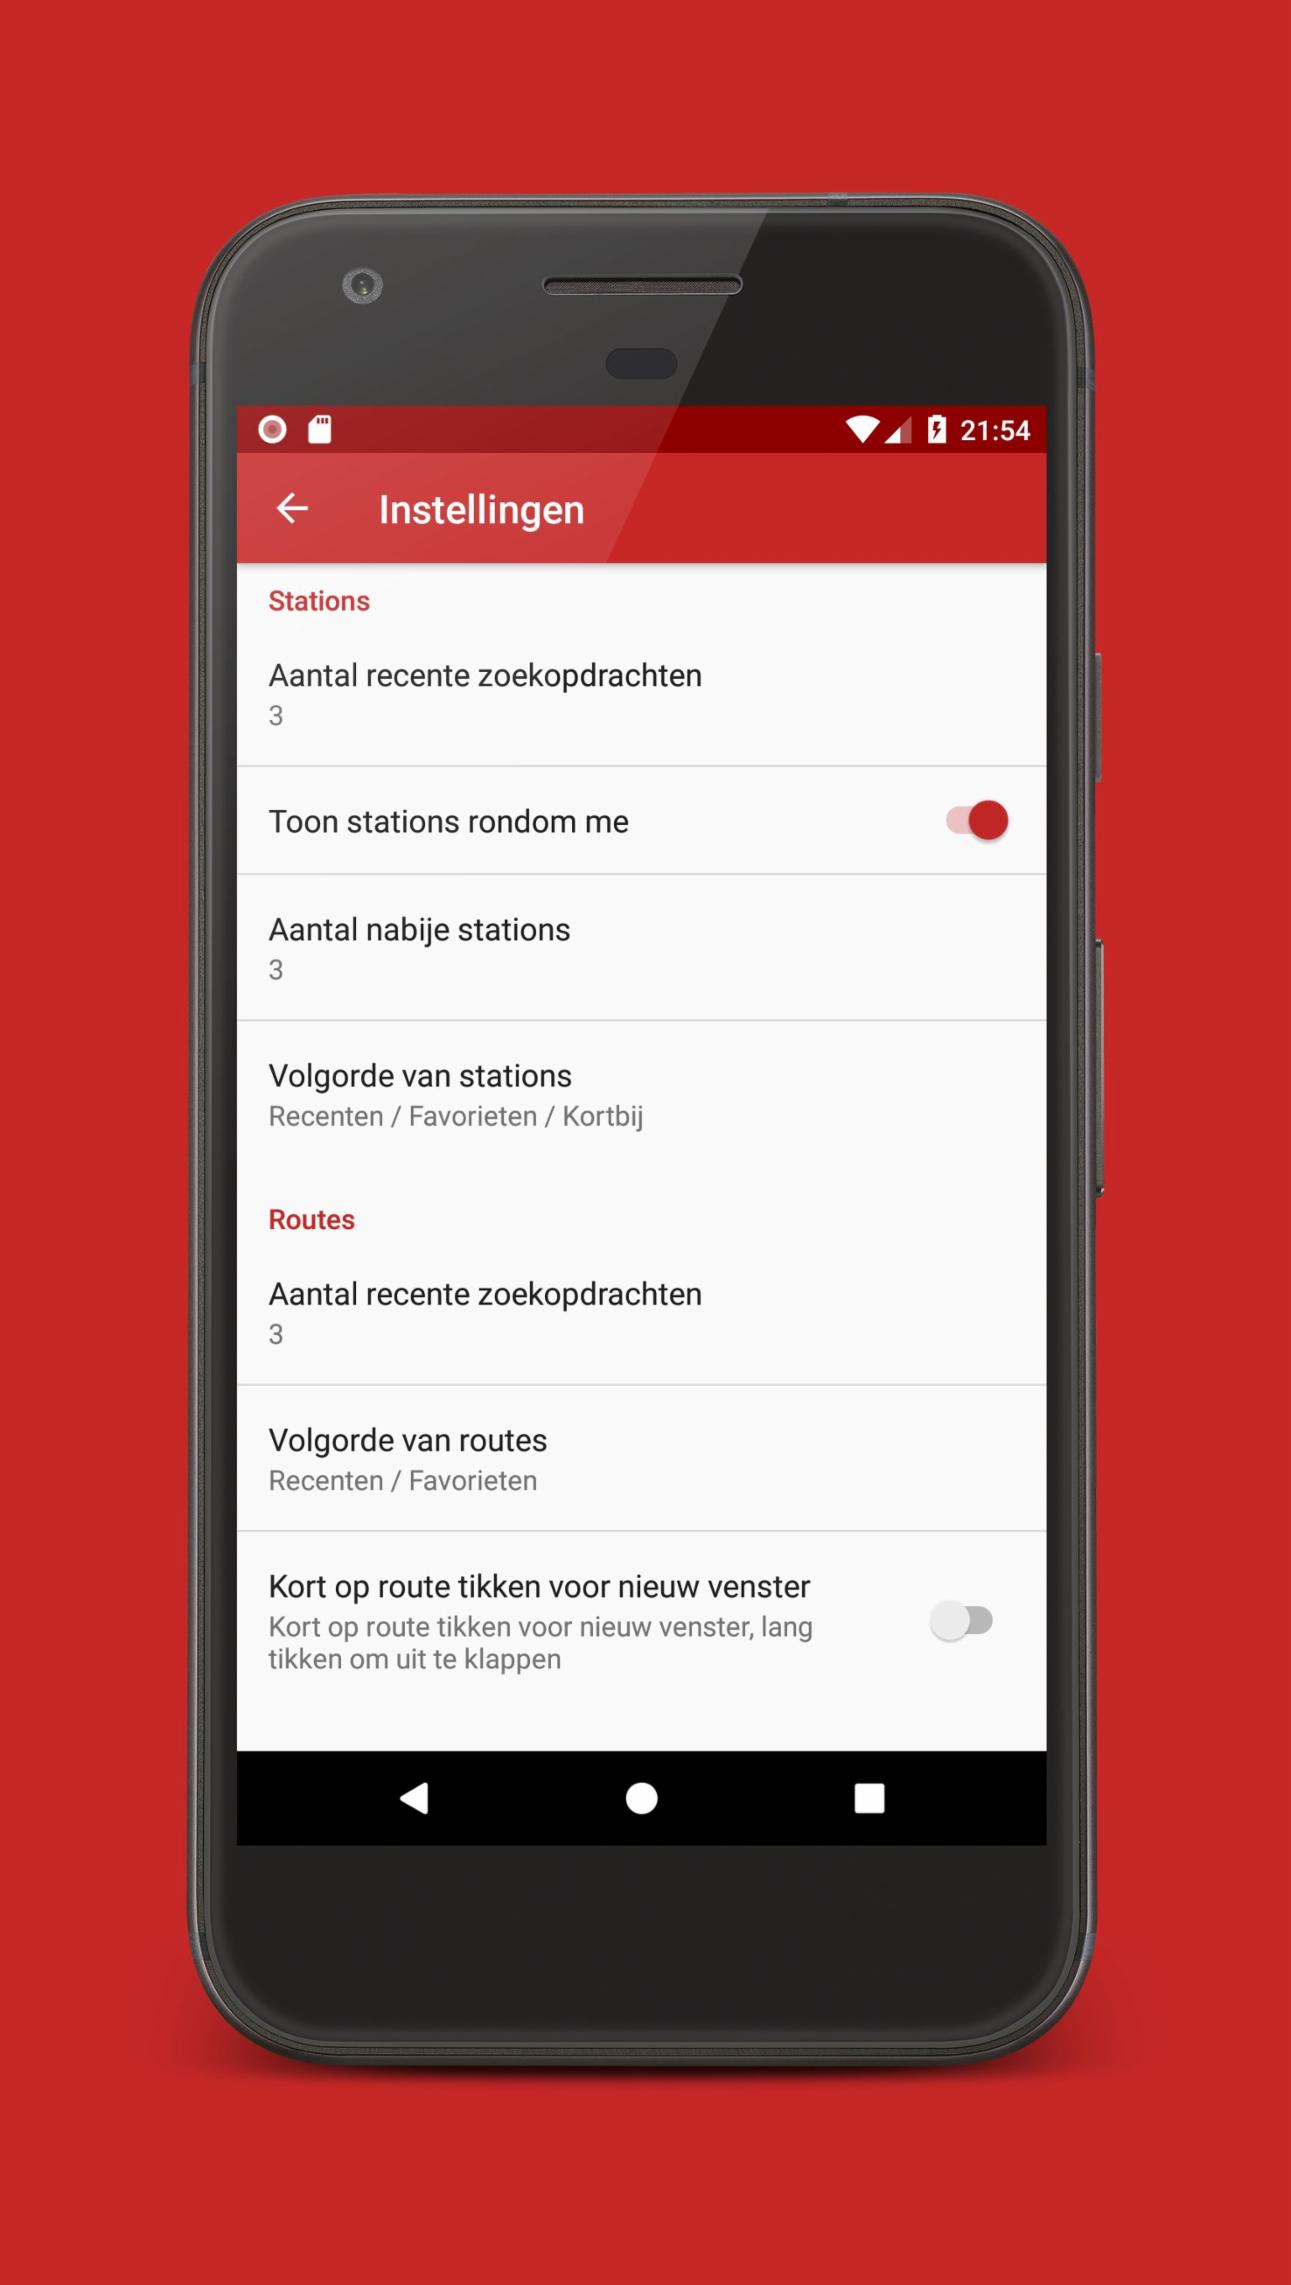 21:54
Instellingen
Stations
Aantal recente zoekopdrachten
3
Toon stations rondom me
Aantal nabije stations
3
Volgorde van stations
Recenten / Favorieten / Kortbij
Routes
Aantal recente zoekopdrachten
3
Volgorde van routes
Recenten / Favorieten
Kort op route tikken voor nieuw venster
Kort op route tikken voor nieuw venster, lang
tikken om uit te klappen